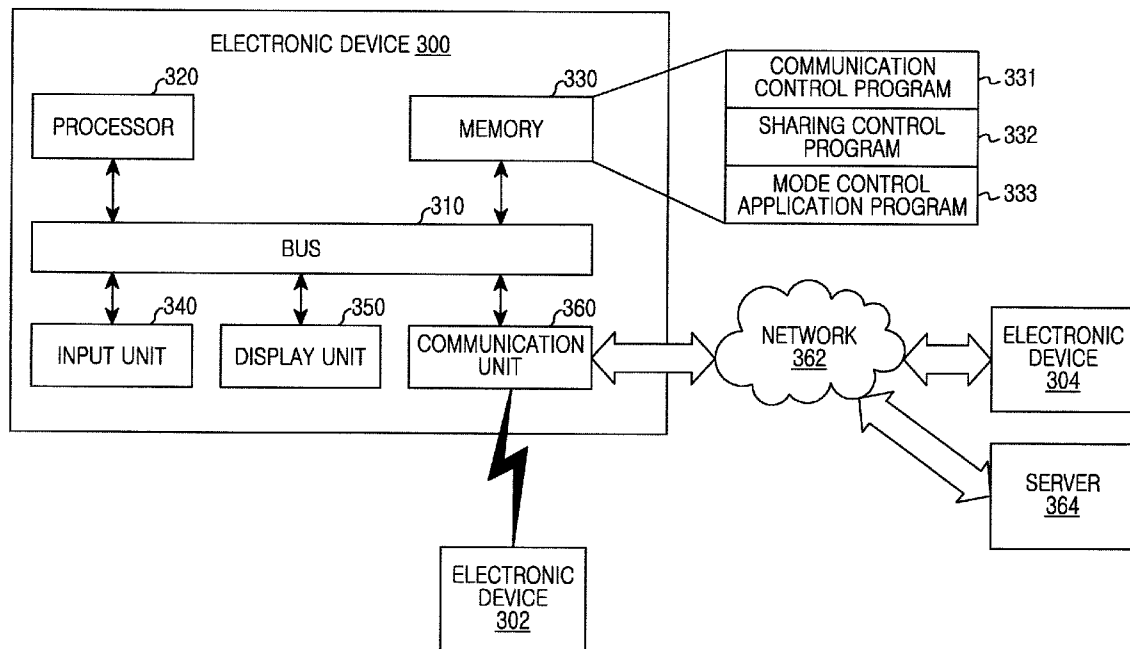 ELECTRONIC DEVICE 300
320
PROCESSOR
330
MEMORY
COMMUNICATION
CONTROL PROGRAM
331
SHARING CONTROL
PROGRAM
332
MODE CONTROL
APPLICATION PROGRAM
333
310
BUS
340
INPUT UNIT
350
DISPLAY UNIT
360
COMMUNICATION
UNIT
NETWORK
362
ELECTRONIC
DEVICE
304
SERVER
364
ELECTRONIC
DEVICE
302